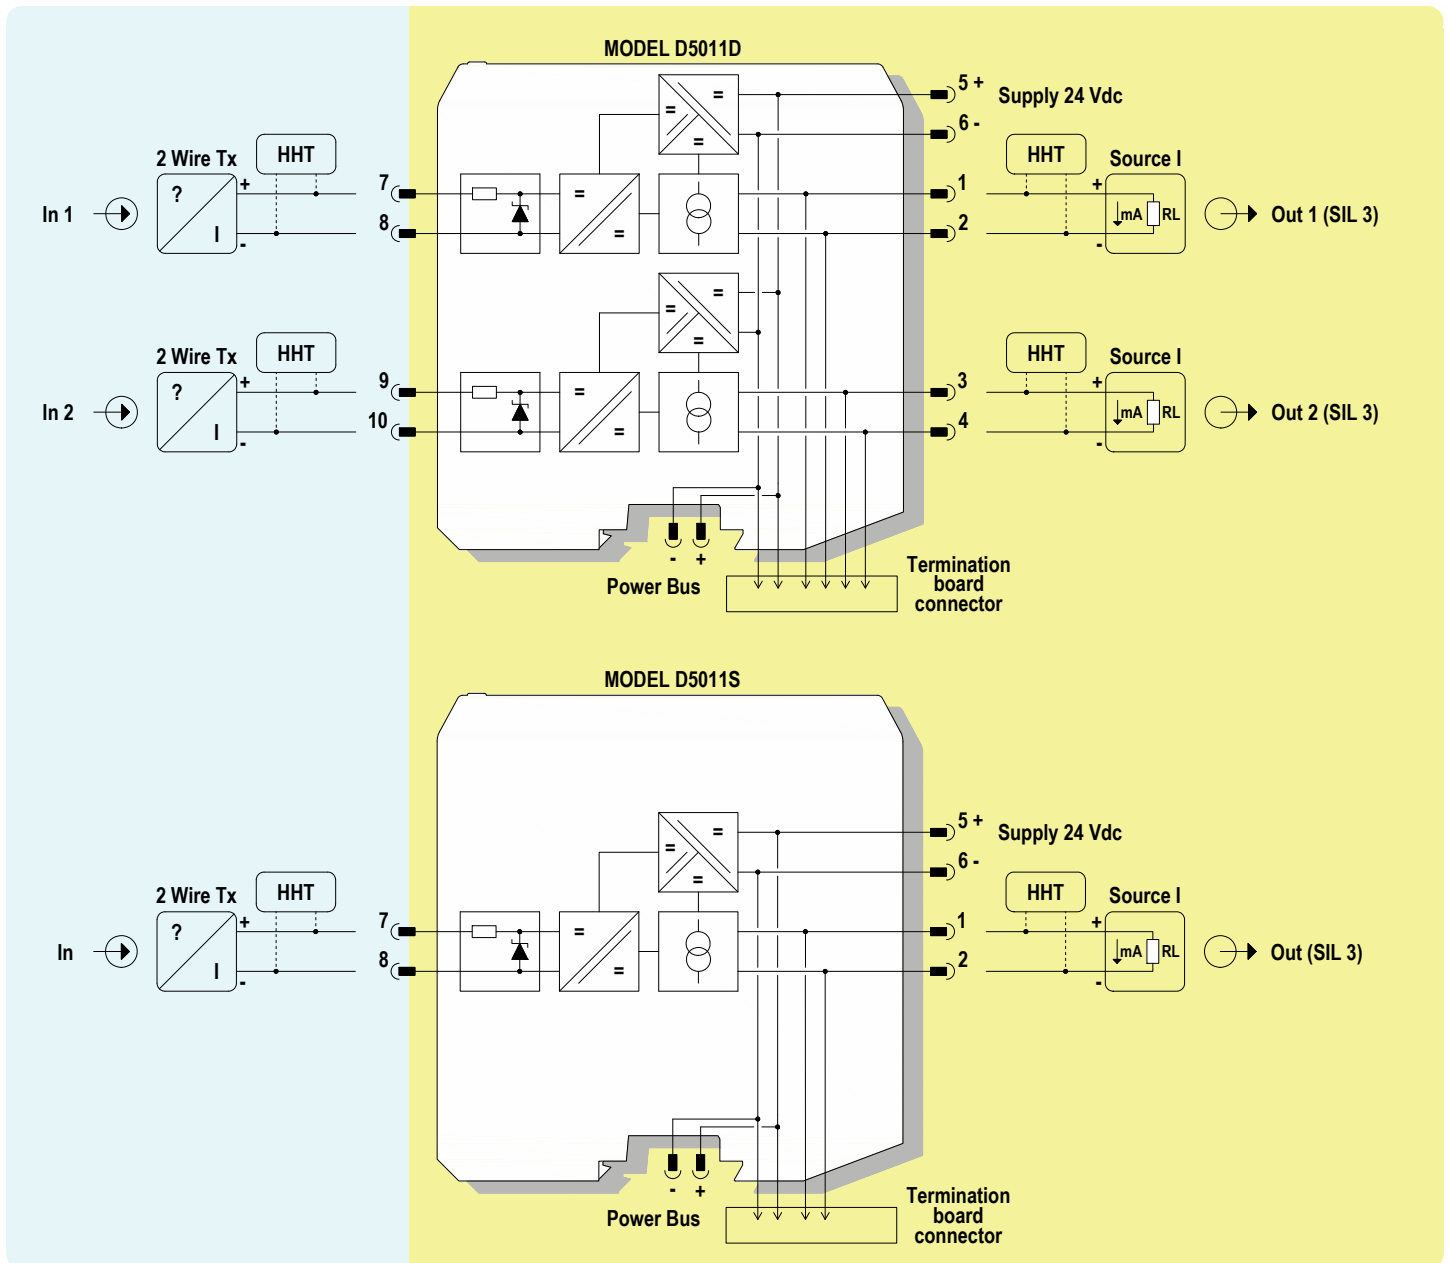 MODEL D5011D
5 +
Supply 24 Vdc
6 -
2 Wire Tx
HHT
HHT
Source I
+
?
I
-
7
8
=
=
=
=
=
1
2
+
mA
RL
-
In 1
Out 1 (SIL 3)
2 Wire Tx
HHT
HHT
Source I
+
?
I
-
9
10
=
=
=
=
=
3
4
+
mA
RL
-
In 2
Out 2 (SIL 3)
- +
Power Bus
Termination
board
connector
MODEL D5011S
5 +
Supply 24 Vdc
6 -
2 Wire Tx
HHT
HHT
Source I
+
?
I
-
7
8
=
=
=
=
=
1
2
+
mA
RL
-
In
Out (SIL 3)
- +
Power Bus
Termination
board
connector